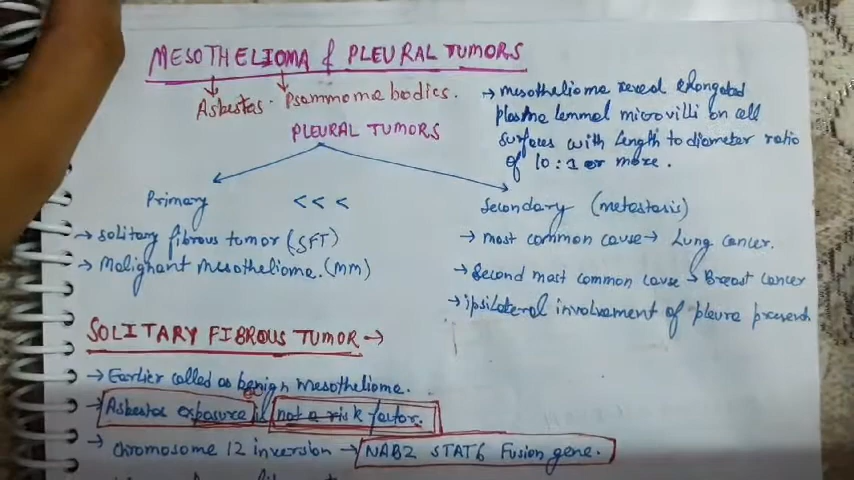 MESOTHELIOMA & PLEURAL TUMORS
Asbestas. Psammoma bodies.
→ mesothelioma reveal elongated
plasma lemmal microvilli on cell
surfaces with length to diameter ratio
of 10:1 or more.
PLEURAL TUMORS
Primary <<< Secondary (metastasis)
→ solitary fibrous tumor (SFT)
→ Malignant mesothelioma. (MM)
→ most common cause → Lung cancer.
→ Second most common cause → Breast cancer
→ ipsilateral involvement of pleura present
SOLITARY FIBROUS TUMOR →
→ Earlier called as benign mesothelioma.
→ Asbestos exposure is not a risk factor.
→ chromosome 12 inversion → NAB2 STAT6 Fusion gene.